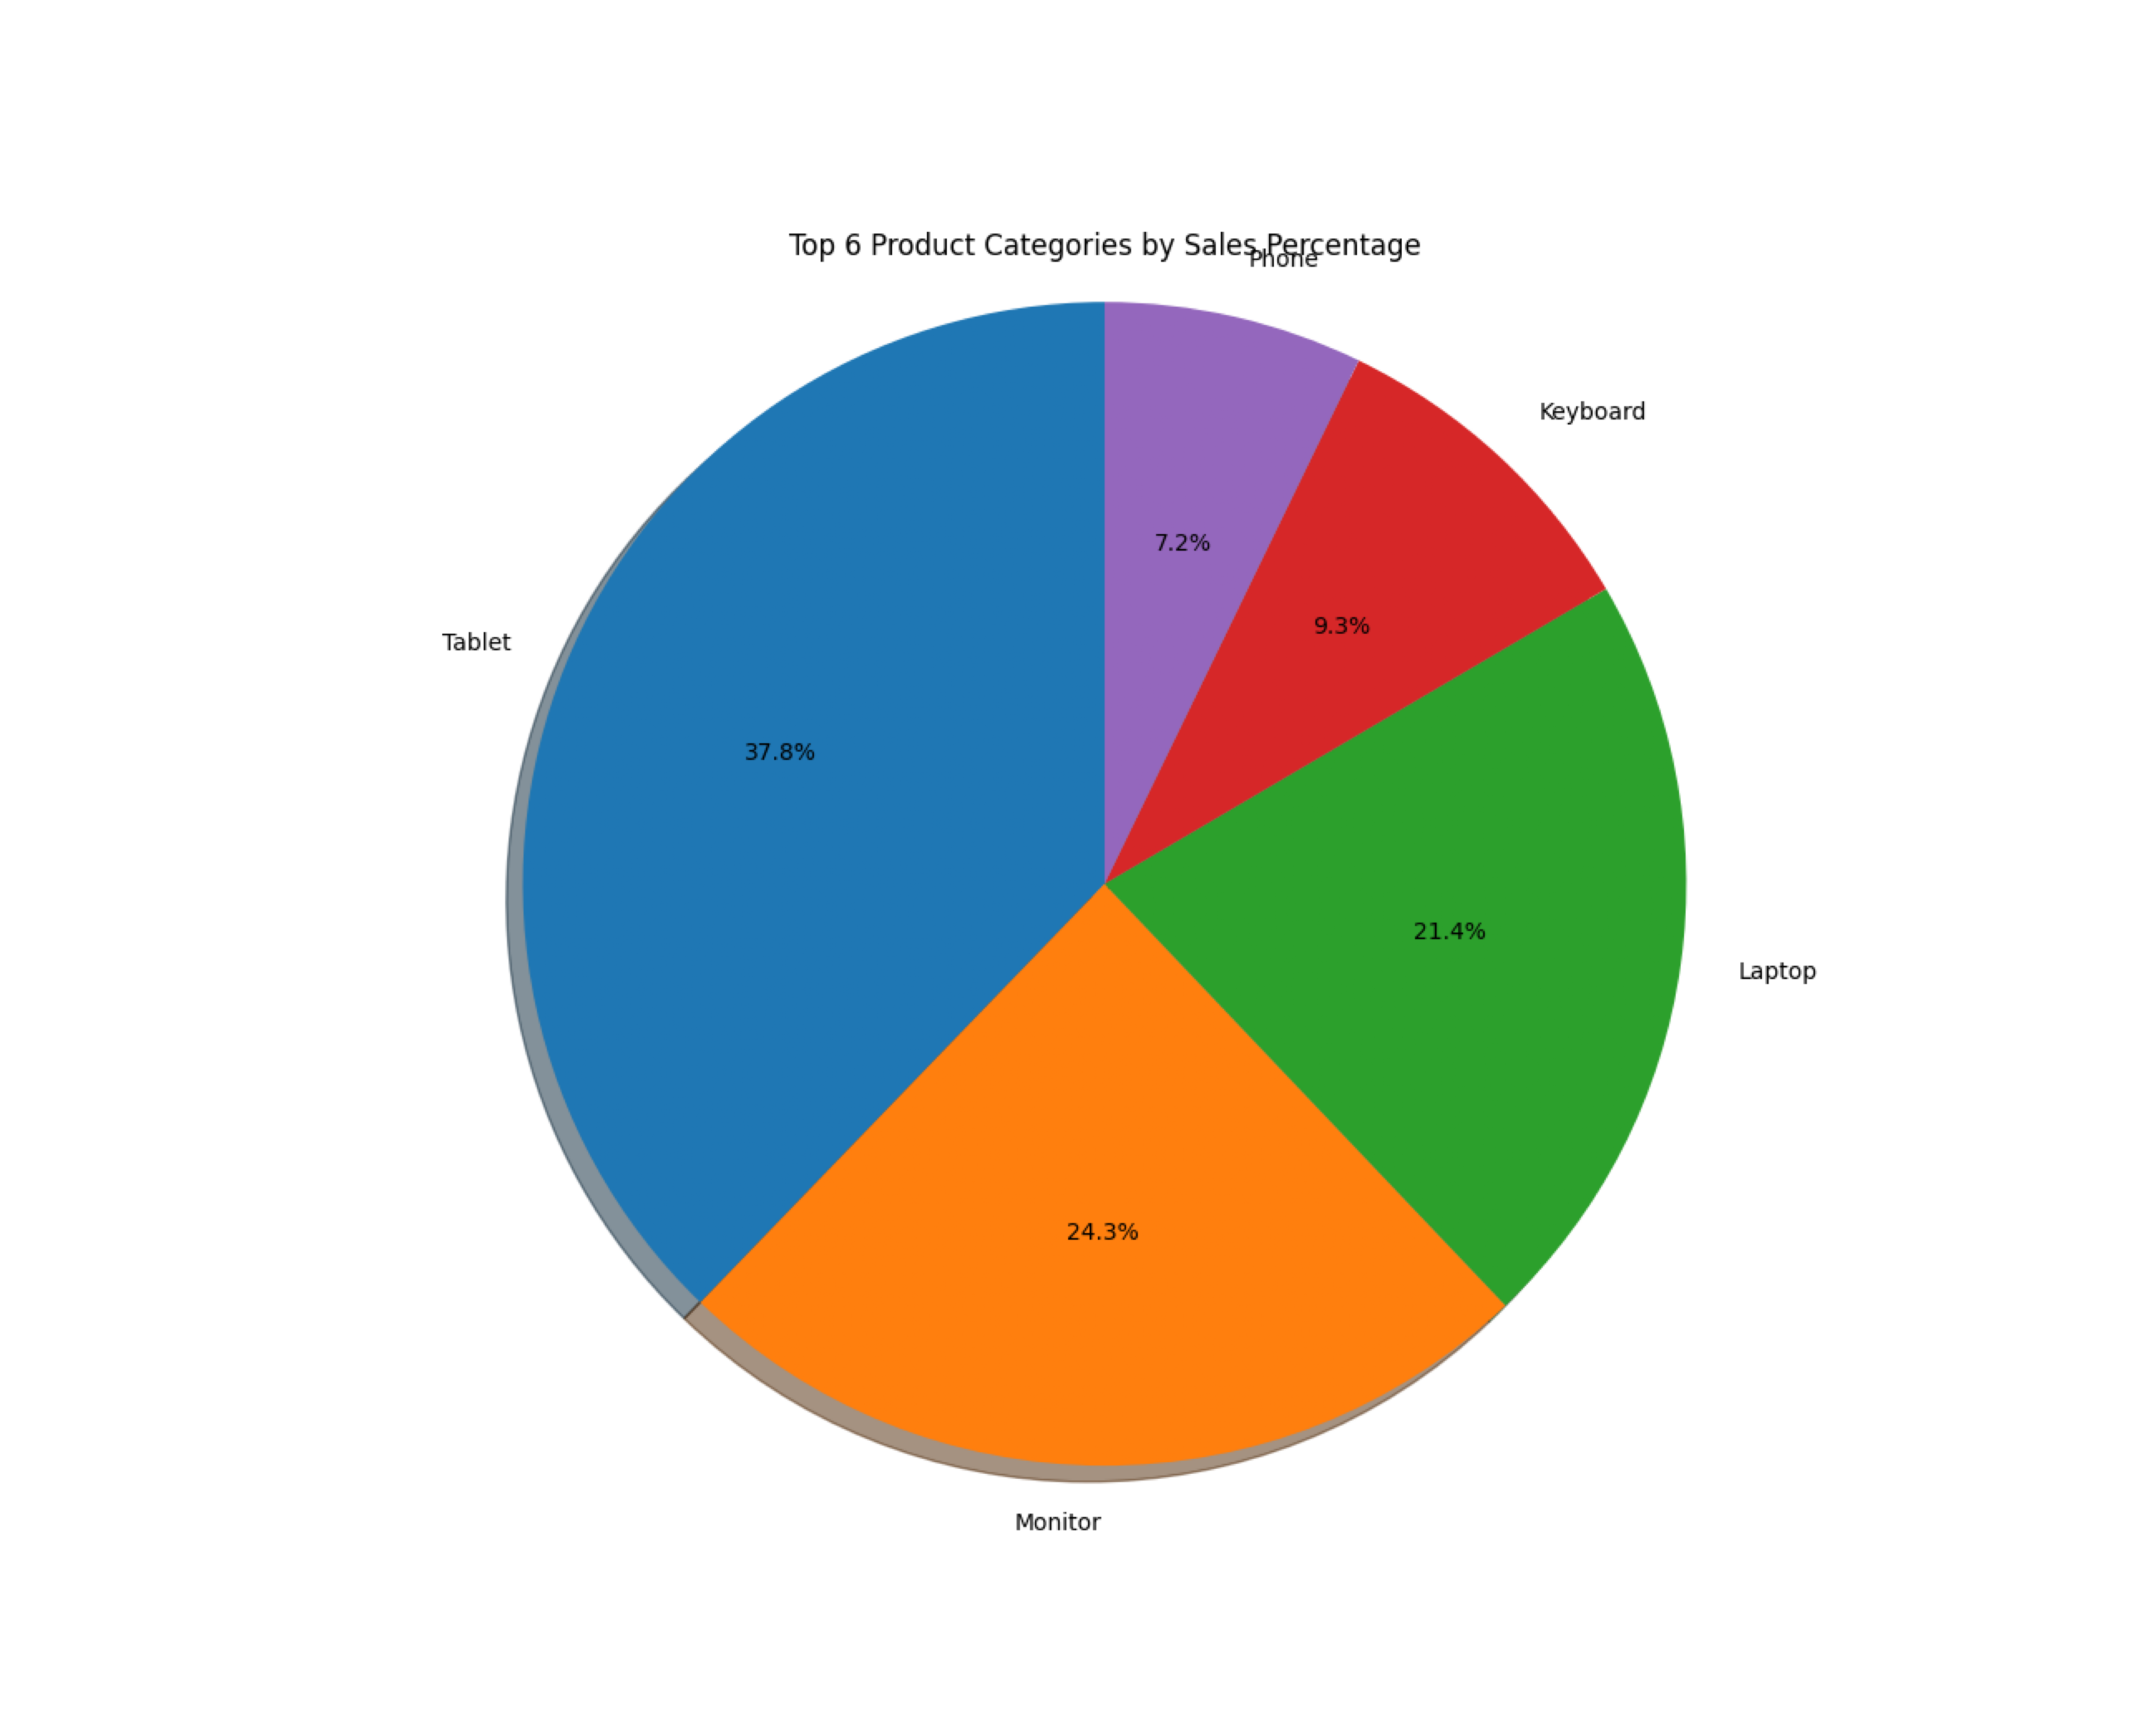 Top 6 Product Categories by Sales Percentage
Phone
Keyboard
7.2%
9.3%
Tablet
37.8%
21.4%
Laptop
24.3%
Monitor